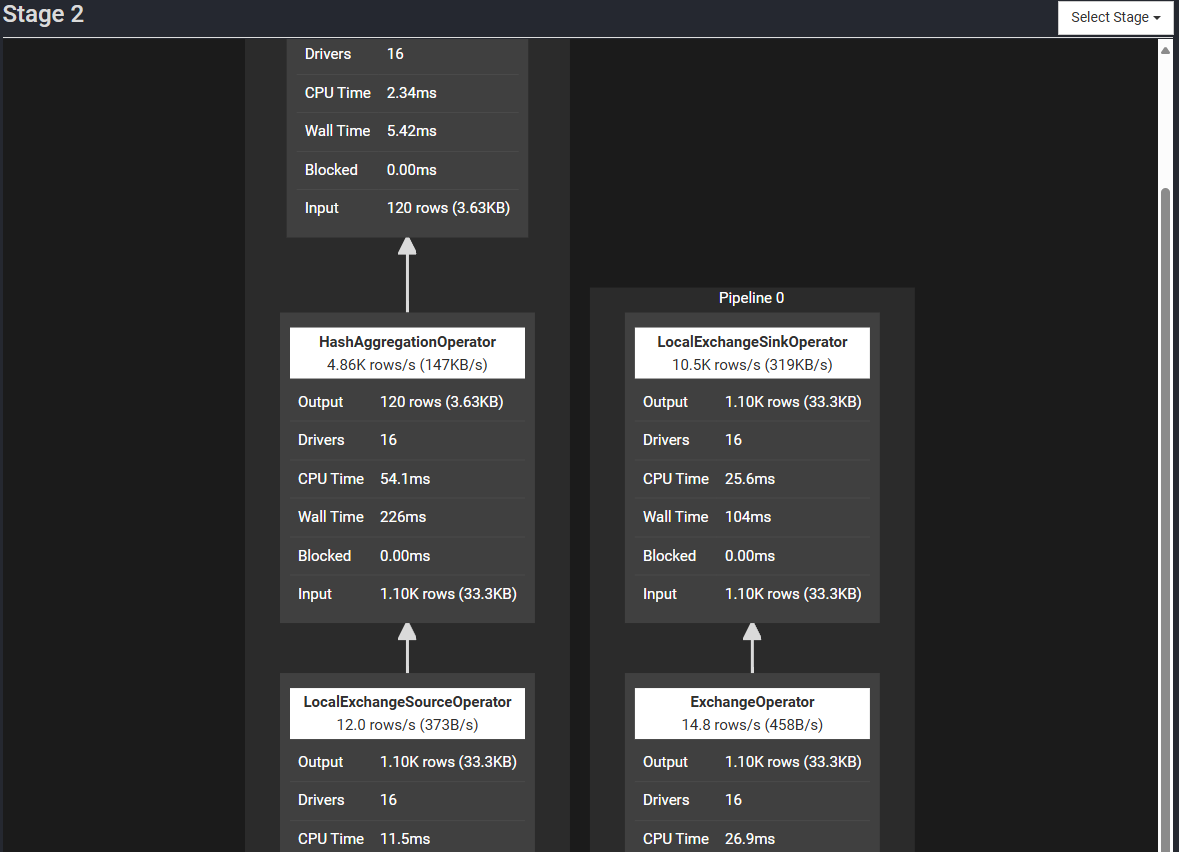 Stage 2
Select Stage
Drivers 16
CPU Time 2.34ms
Wall Time 5.42ms
Blocked 0.00ms
Input 120 rows (3.63KB)
HashAggregationOperator
4.86K rows/s (147KB/s)
Output 120 rows (3.63KB)
Drivers 16
CPU Time 54.1ms
Wall Time 226ms
Blocked 0.00ms
Input 1.10K rows (33.3KB)
LocalExchangeSourceOperator
12.0 rows/s (373B/s)
Output 1.10K rows (33.3KB)
Drivers 16
CPU Time 11.5ms
Pipeline 0
LocalExchangeSinkOperator
10.5K rows/s (319KB/s)
Output 1.10K rows (33.3KB)
Drivers 16
CPU Time 25.6ms
Wall Time 104ms
Blocked 0.00ms
Input 1.10K rows (33.3KB)
ExchangeOperator
14.8 rows/s (458B/s)
Output 1.10K rows (33.3KB)
Drivers 16
CPU Time 26.9ms